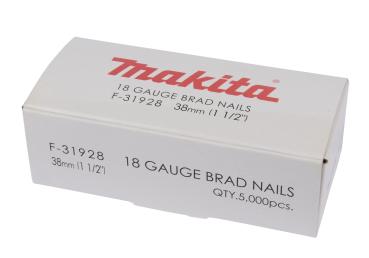 makita
18 GAUGE BRAD NAILS
F-31928 38mm (1 1/2")
F-31928
38mm (1 1/2")
18 GAUGE BRAD NAILS
QTY.5,000pcs.